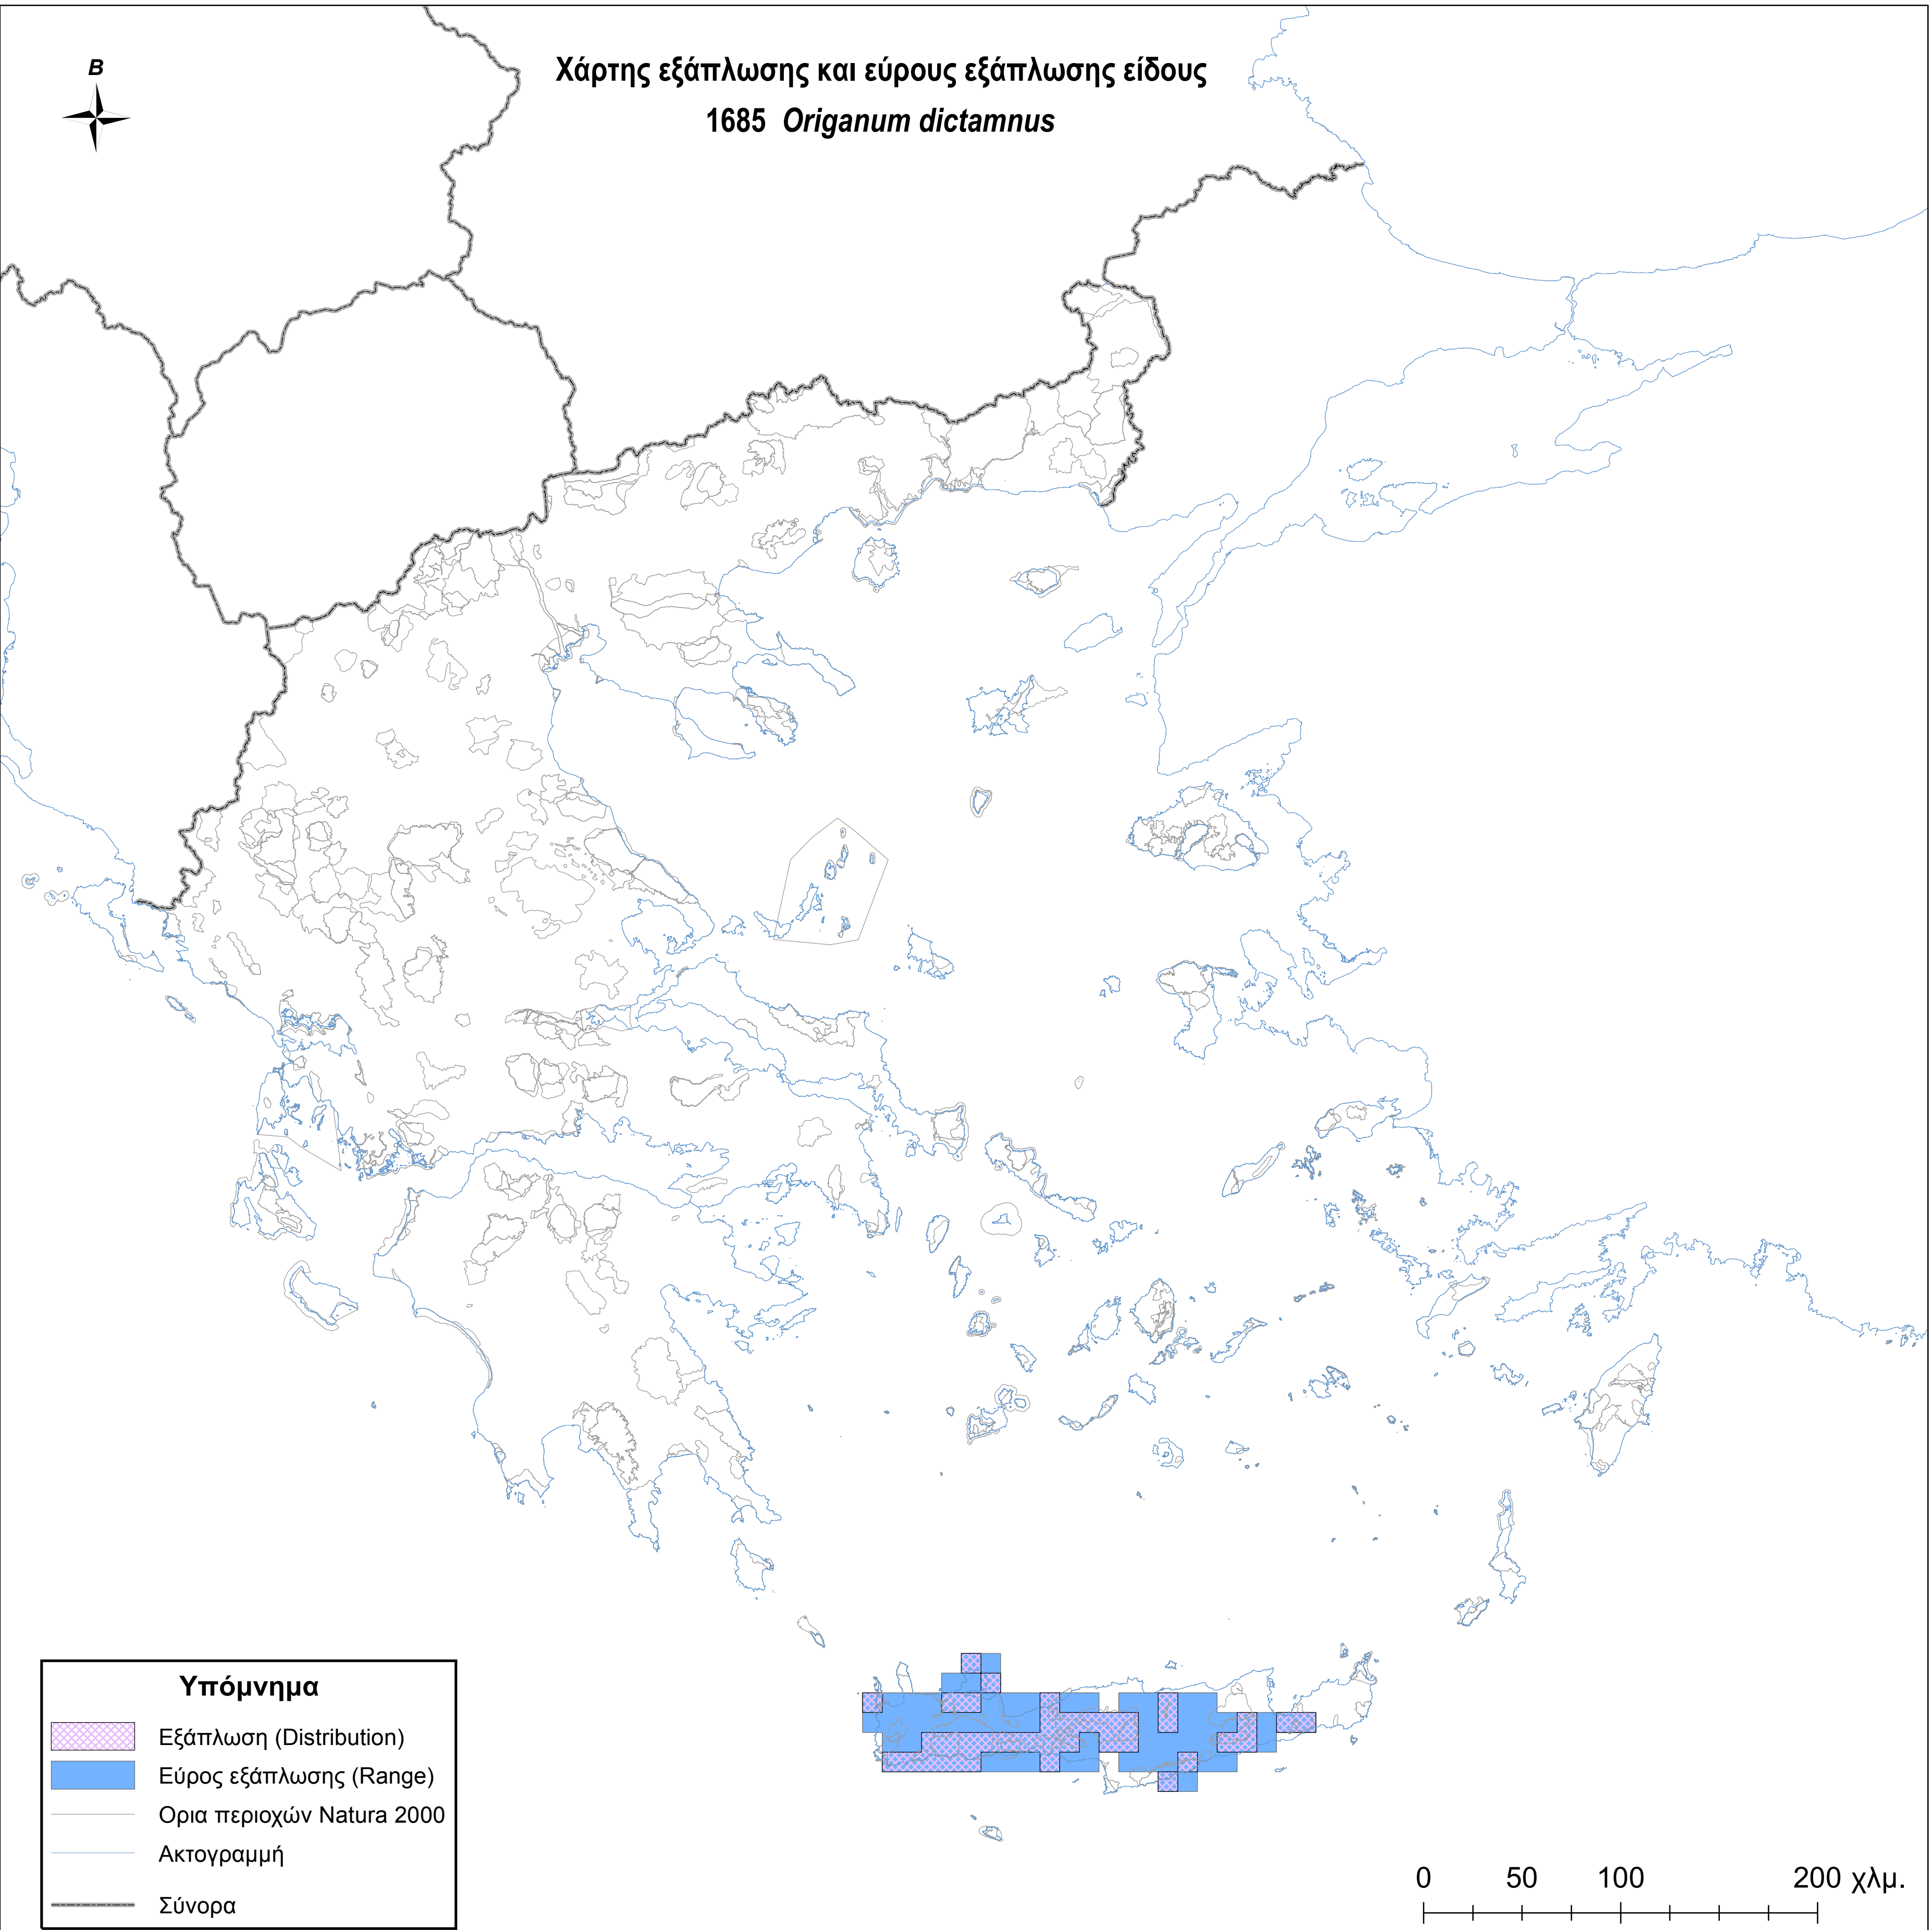 Β
Χάρτης εξάπλωσης και εύρους εξάπλωσης είδους
1685 Origanum dictamnus
Υπόμνημα
Εξάπλωση (Distribution)
Εύρος εξάπλωσης (Range)
Ορια περιοχών Natura 2000
Ακτογραμμή
Σύνορα
0 50 100 200 χλμ.